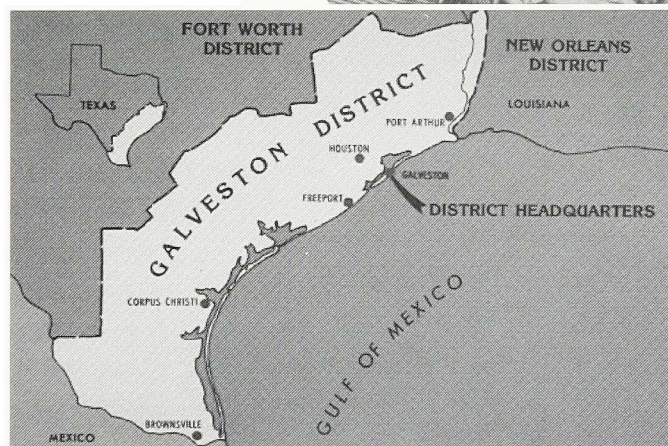 FORT WORTH
DISTRICT
NEW ORLEANS
DISTRICT
TEXAS
LOUISIANA
GALVESTON DISTRICT
PORT ARTHUR
HOUSTON
GALVESTON
FREEPORT
DISTRICT HEADQUARTERS
CORPUS CHRISTI
GULF OF MEXICO
BROWNSVILLE
MEXICO